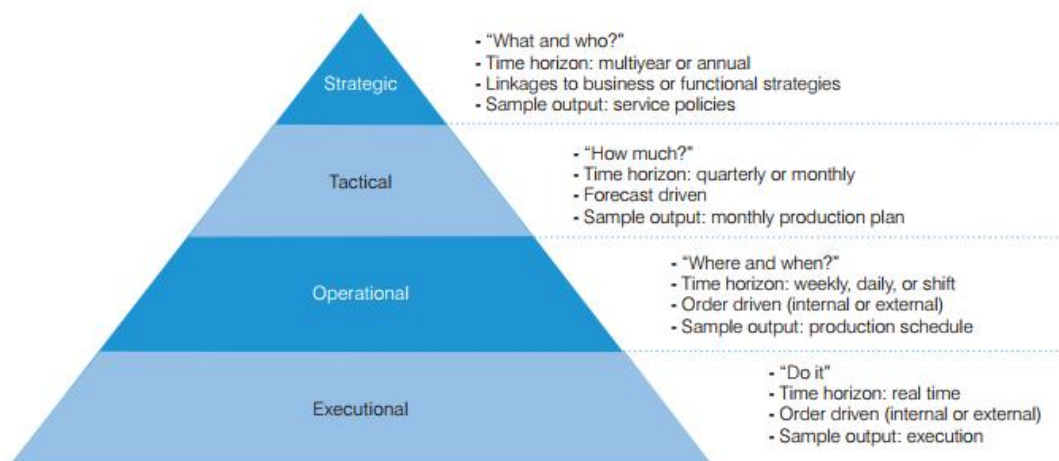 Strategic
- "What and who?"
- Time horizon: multiyear or annual
- Linkages to business or functional strategies
- Sample output: service policies
Tactical
- "How much?"
- Time horizon: quarterly or monthly
- Forecast driven
- Sample output: monthly production plan
Operational
- "Where and when?"
- Time horizon: weekly, daily, or shift
- Order driven (internal or external)
- Sample output: production schedule
Executional
- "Do it"
- Time horizon: real time
- Order driven (internal or external)
- Sample output: execution